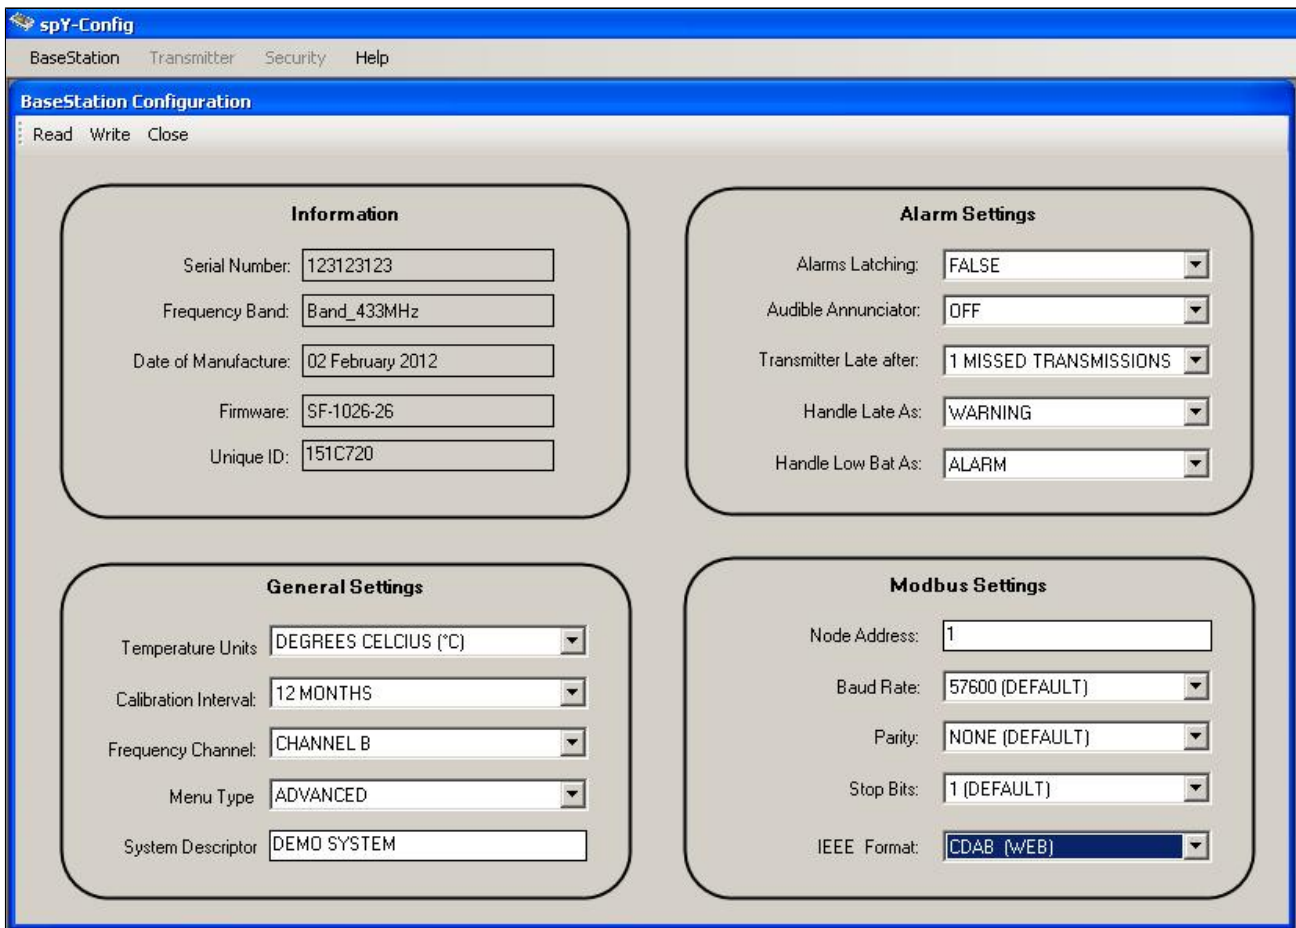 spY-Config
BaseStation Transmitter Security Help
BaseStation Configuration
Read Write Close
Information
Serial Number: 123123123
Frequency Band: Band_433MHz
Date of Manufacture: 02 February 2012
Firmware: SF-1026-26
Unique ID: 151C720
Alarm Settings
Alarms Latching: FALSE
Audible Annunciator: OFF
Transmitter Late after: 1 MISSED TRANSMISSIONS
Handle Late As: WARNING
Handle Low Bat As: ALARM
General Settings
Temperature Units DEGREES CELCIUS (°C)
Calibration Interval: 12 MONTHS
Frequency Channel: CHANNEL B
Menu Type ADVANCED
System Descriptor DEMO SYSTEM
Modbus Settings
Node Address: 1
Baud Rate: 57600 (DEFAULT)
Parity: NONE (DEFAULT)
Stop Bits: 1 (DEFAULT)
IEEE Format: CDAB (WEB)